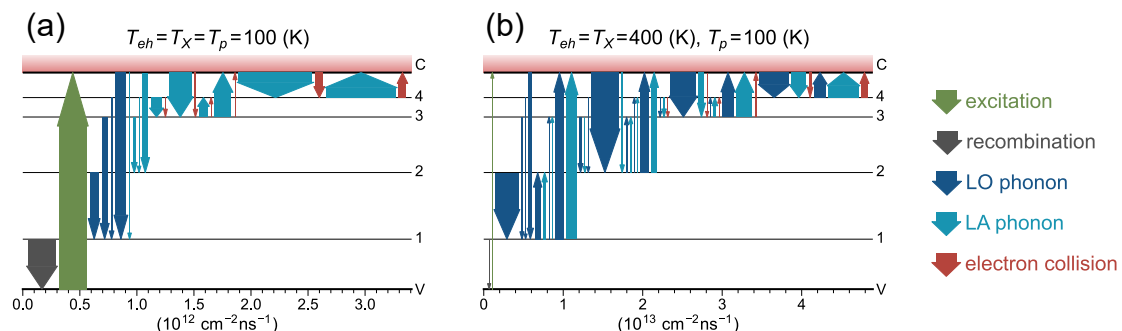 (a)
T_eh = T_X = T_p = 100 (K)
C
4
3
2
1
V
0.0 0.5 1.0 1.5 2.0 2.5 3.0
(10^12 cm^−2 ns^−1)
(b)
T_eh = T_X = 400 (K), T_p = 100 (K)
C
4
3
2
1
V
0 1 2 3 4
(10^13 cm^−2 ns^−1)
excitation
recombination
LO phonon
LA phonon
electron collision